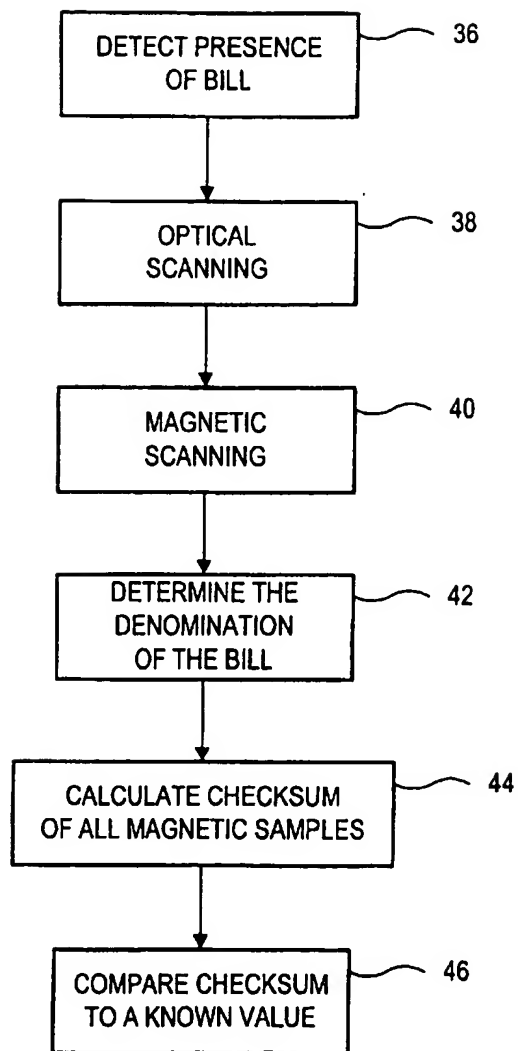 DETECT PRESENCE
OF BILL
36
OPTICAL
SCANNING
38
MAGNETIC
SCANNING
40
DETERMINE THE
DENOMINATION
OF THE BILL
42
CALCULATE CHECKSUM
OF ALL MAGNETIC SAMPLES
44
COMPARE CHECKSUM
TO A KNOWN VALUE
46